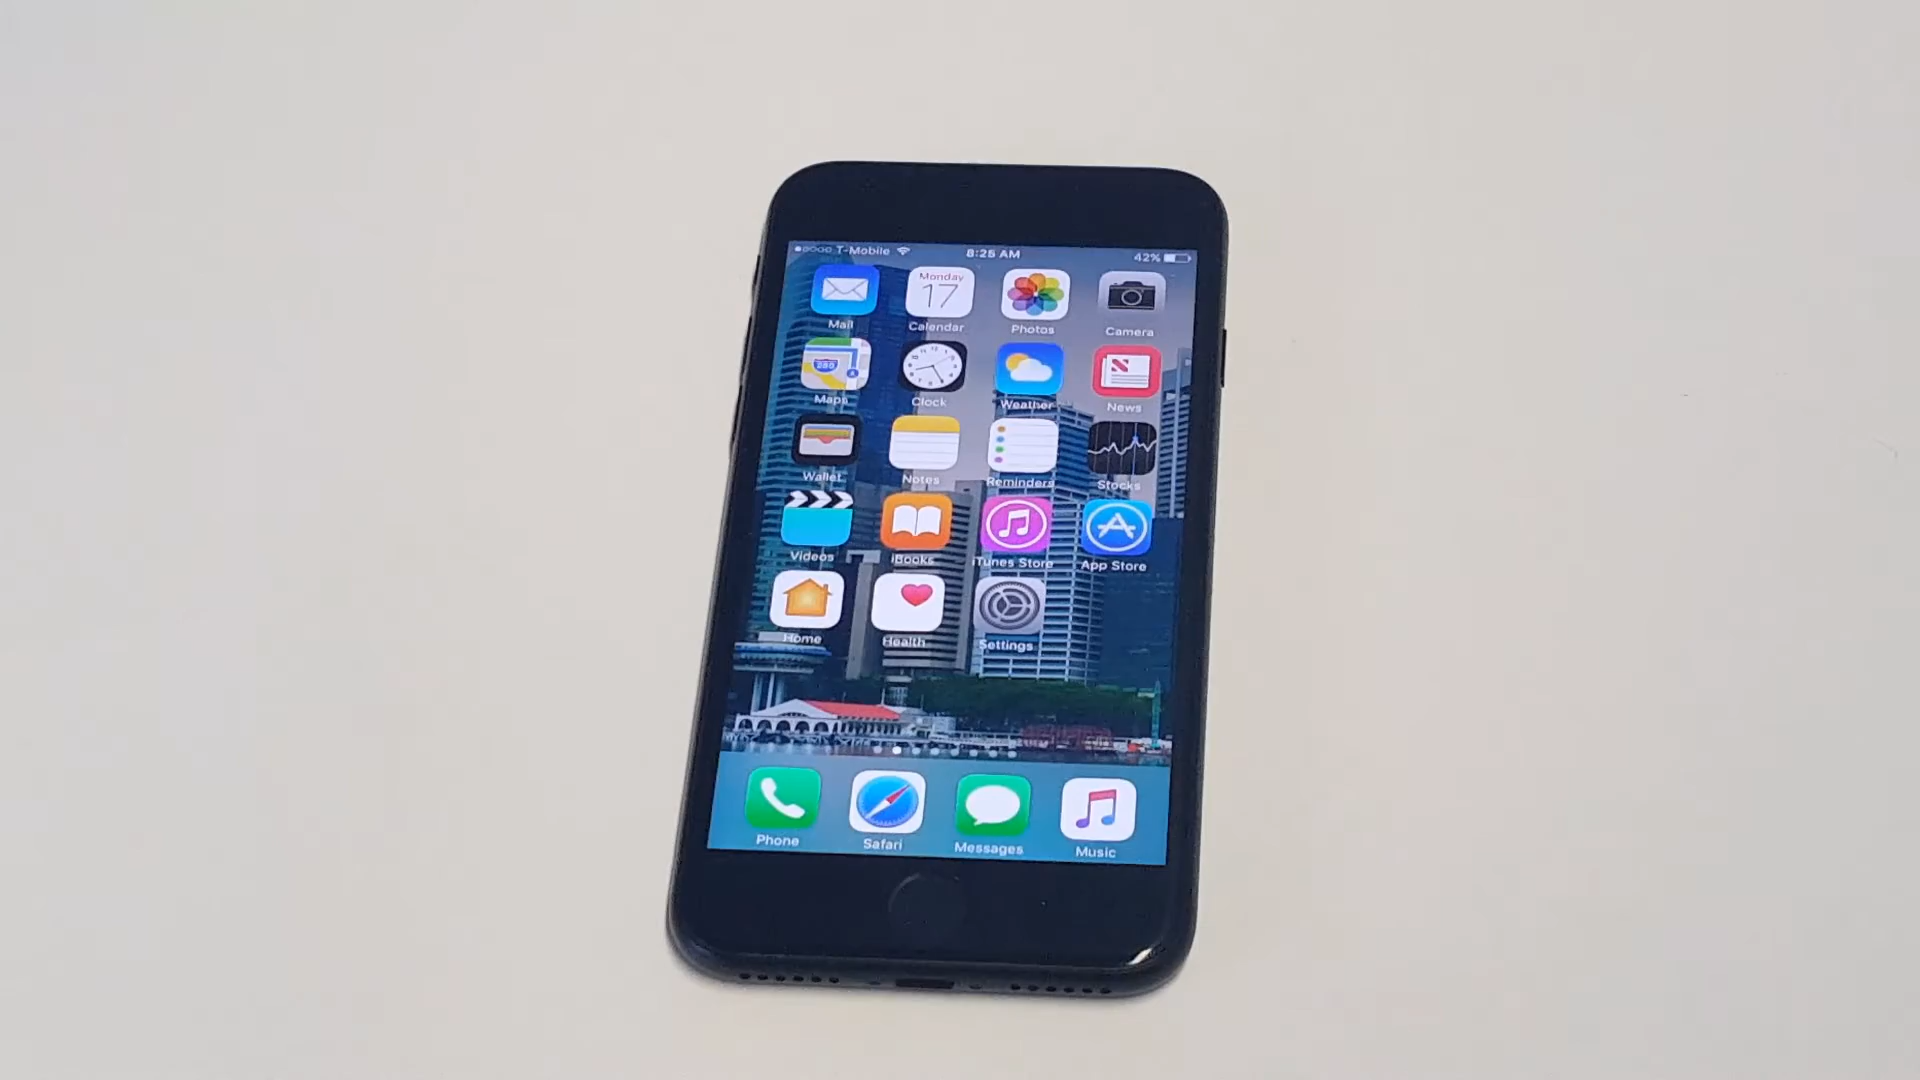 T-Mobile 8:25 AM 42%
Monday
17
Mail Calendar Photos Camera
280
Maps Clock Weather News
Wallet Notes Reminders Stocks
Videos iBooks iTunes Store App Store
Home Health Settings
Phone Safari Messages Music